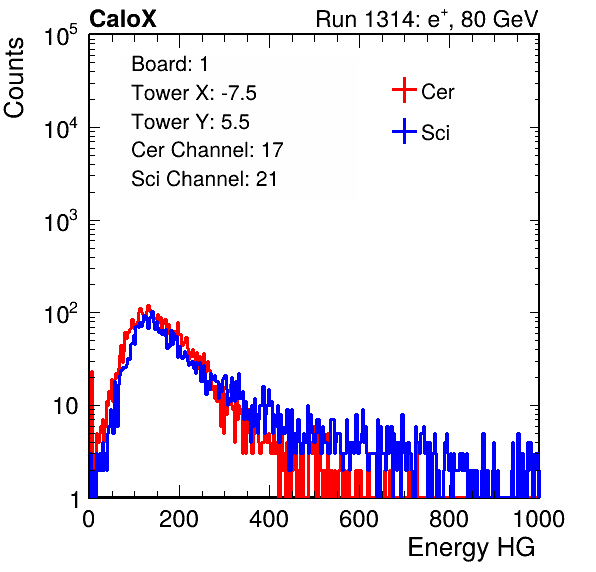 CaloX Run 1314: e⁺, 80 GeV
Counts
Board: 1
Tower X: -7.5
Tower Y: 5.5
Cer Channel: 17
Sci Channel: 21
Cer
Sci
10⁵
10⁴
10³
10²
10
1
0 200 400 600 800 1000
Energy HG